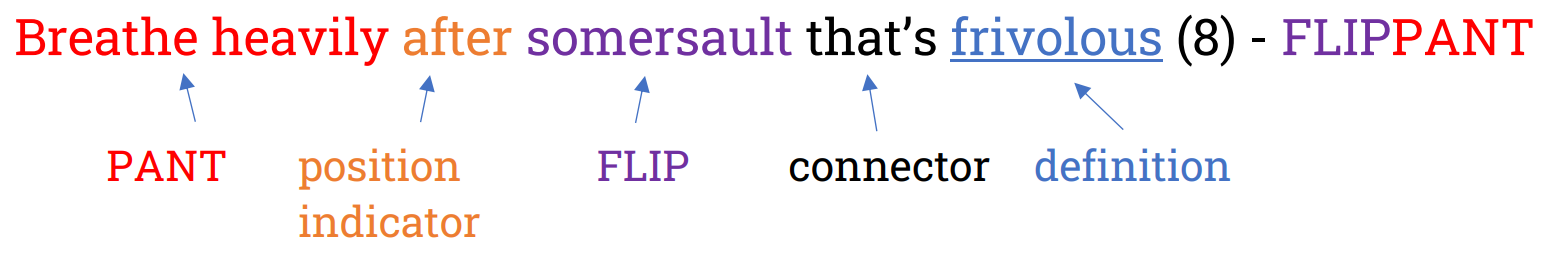 Breathe heavily after somersault that’s frivolous (8) - FLIPPANT
PANT position FLIP connector definition
indicator